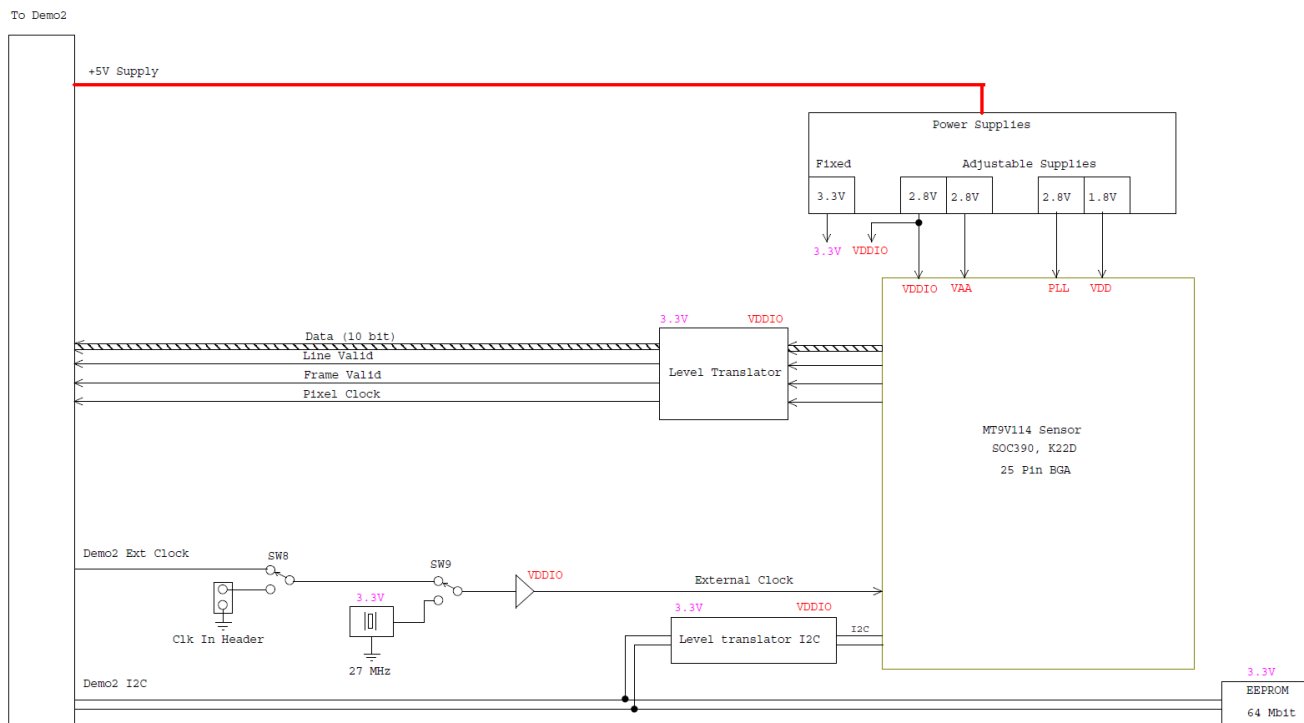 To Demo2
+5V Supply
Power Supplies
Fixed
Adjustable Supplies
3.3V
2.8V
2.8V
2.8V
1.8V
3.3V
VDDIO
VDDIO
VAA
PLL
VDD
3.3V
VDDIO
Data (10 bit)
Line Valid
Frame Valid
Pixel Clock
Level Translator
MT9V114 Sensor
SOC390, K22D
25 Pin BGA
Demo2 Ext Clock
SW8
SW9
VDDIO
External Clock
3.3V
Clk In Header
27 MHz
3.3V
VDDIO
Level translator I2C
I2C
Demo2 I2C
3.3V
EEPROM
64 Mbit